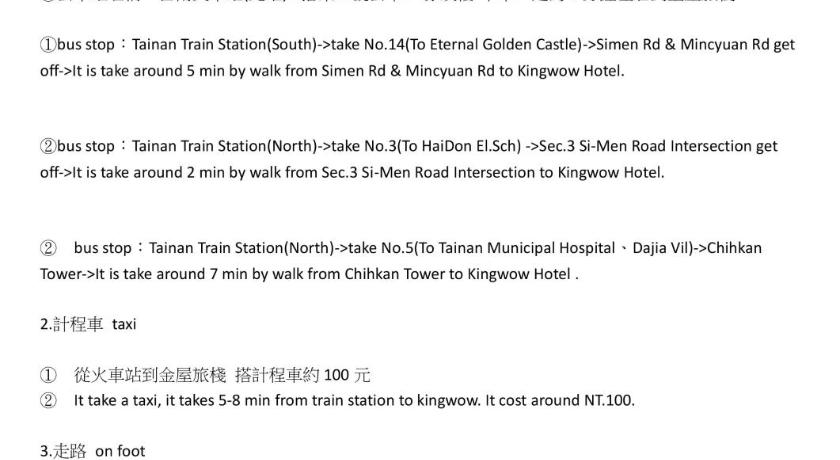 ①bus stop：Tainan Train Station(South)->take No.14(To Eternal Golden Castle)->Simen Rd & Mincyuan Rd get
off->It is take around 5 min by walk from Simen Rd & Mincyuan Rd to Kingwow Hotel.
②bus stop：Tainan Train Station(North)->take No.3(To HaiDon El.Sch) ->Sec.3 Si-Men Road Intersection get
off->It is take around 2 min by walk from Sec.3 Si-Men Road Intersection to Kingwow Hotel.
② bus stop：Tainan Train Station(North)->take No.5(To Tainan Municipal Hospital、Dajia Vil)->Chihkan
Tower->It is take around 7 min by walk from Chihkan Tower to Kingwow Hotel .
2.計程車 taxi
① 從火車站到金屋旅棧 搭計程車約 100 元
② It take a taxi, it takes 5-8 min from train station to kingwow. It cost around NT.100.
3.走路 on foot